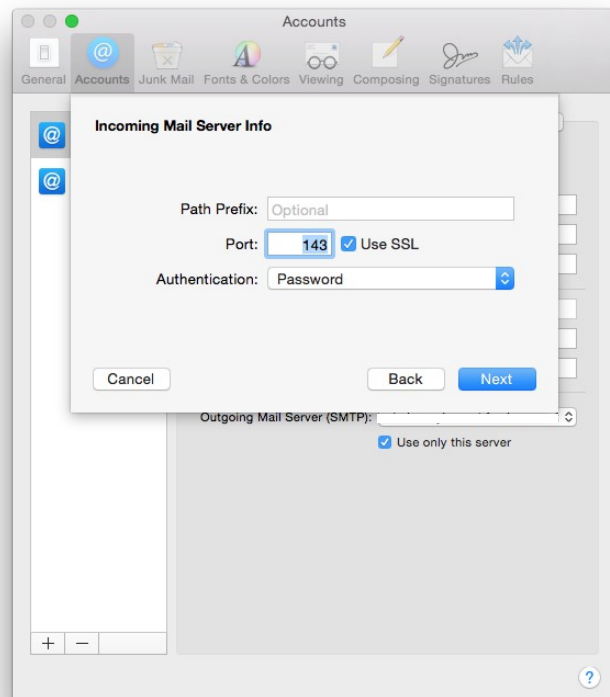 Accounts
General Accounts Junk Mail Fonts & Colors Viewing Composing Signatures Rules
Incoming Mail Server Info
Path Prefix: Optional
Port: 143 Use SSL
Authentication: Password
Cancel Back Next
Outgoing Mail Server (SMTP):
Use only this server
?